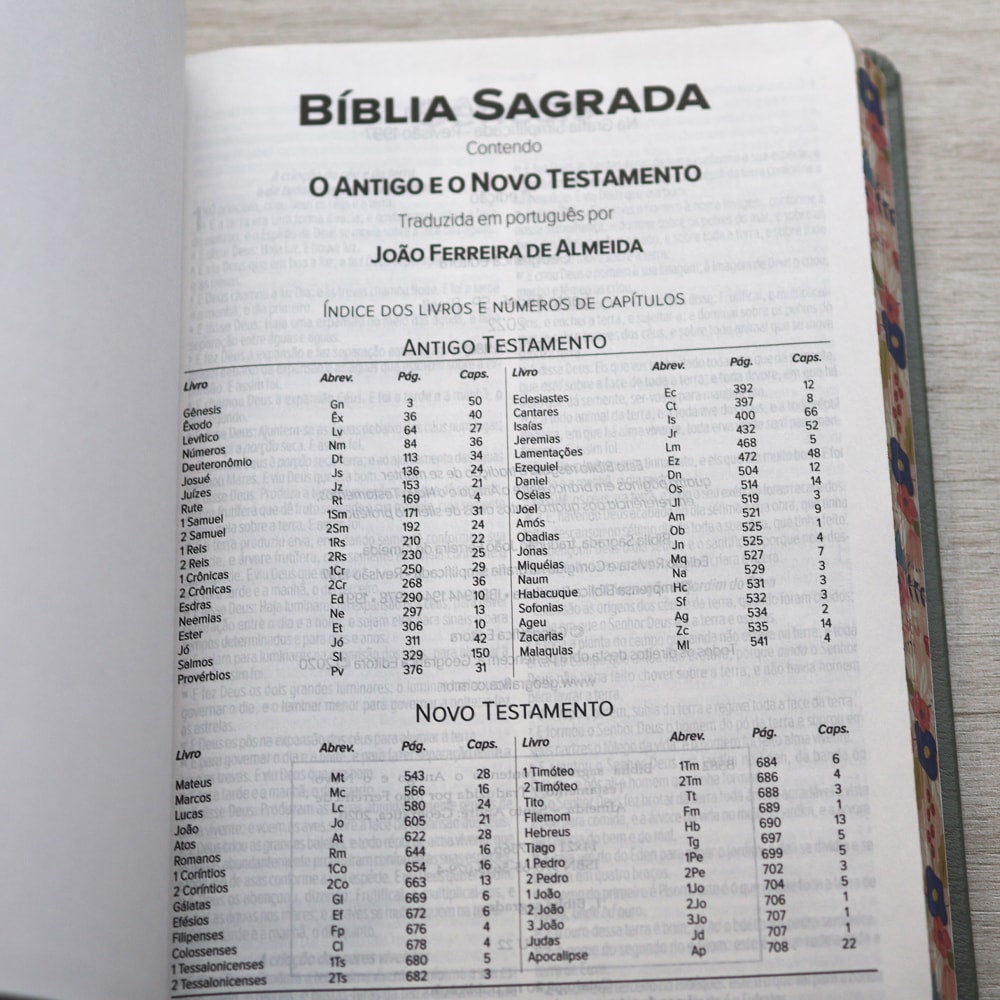 BÍBLIA SAGRADA
Contendo
O ANTIGO E O NOVO TESTAMENTO
Traduzida em português por
JOÃO FERREIRA DE ALMEIDA
ÍNDICE DOS LIVROS E NÚMEROS DE CAPÍTULOS
ANTIGO TESTAMENTO
Livro Abrev. Pág. Caps.
Gênesis Gn 3 50
Êxodo Êx 36 40
Levítico Lv 64 27
Números Nm 84 36
Deuteronômio Dt 113 34
Josué Js 136 24
Juízes Jz 153 21
Rute Rt 169 4
1 Samuel 1Sm 171 31
2 Samuel 2Sm 192 24
1 Reis 1Rs 210 22
2 Reis 2Rs 230 25
1 Crônicas 1Cr 250 29
2 Crônicas 2Cr 268 36
Esdras Ed 290 10
Neemias Ne 297 13
Ester Et 306 10
Jó Jó 311 42
Salmos Sl 329 150
Provérbios Pv 376 31
Livro Abrev. Pág. Caps.
Eclesiastes Ec 392 12
Cantares Ct 397 8
Isaías Is 400 66
Jeremias Jr 432 52
Lamentações Lm 468 5
Ezequiel Ez 472 48
Daniel Dn 504 12
Oséias Os 514 14
Joel Jl 519 3
Amós Am 521 9
Obadias Ob 525 1
Jonas Jn 525 4
Miquéias Mq 527 7
Naum Na 529 3
Habacuque Hc 531 3
Sofonias Sf 532 3
Ageu Ag 534 2
Zacarias Zc 535 14
Malaquias Ml 541 4
NOVO TESTAMENTO
Livro Abrev. Pág. Caps.
Mateus Mt 543 28
Marcos Mc 566 16
Lucas Lc 580 24
João Jo 605 21
Atos At 622 28
Romanos Rm 644 16
1 Coríntios 1Co 654 16
2 Coríntios 2Co 663 13
Gálatas Gl 669 6
Efésios Ef 672 6
Filipenses Fp 676 4
Colossenses Cl 678 4
1 Tessalonicenses 1Ts 680 5
2 Tessalonicenses 2Ts 682 3
Livro Abrev. Pág. Caps.
1 Timóteo 1Tm 684 6
2 Timóteo 2Tm 686 4
Tito Tt 688 3
Filemom Fm 689 1
Hebreus Hb 690 13
Tiago Tg 697 5
1 Pedro 1Pe 699 5
2 Pedro 2Pe 702 3
1 João 1Jo 704 5
2 João 2Jo 706 1
3 João 3Jo 707 1
Judas Jd 707 1
Apocalipse Ap 708 22